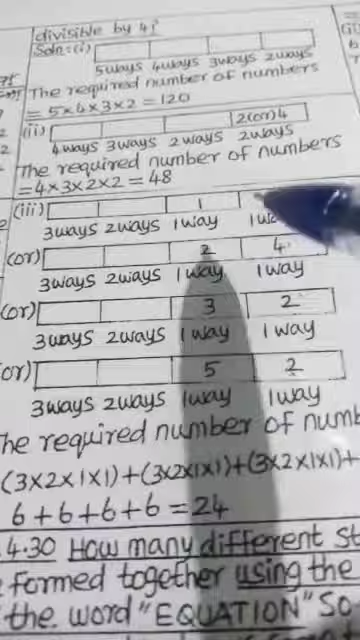 divisible by 4?
Soln: (i)
5ways 4ways 3ways 2ways
The required number of numbers
= 5×4×3×2 = 120
(ii) 2(or)4
4ways 3ways 2ways 2ways
The required number of numbers
= 4×3×2×2 = 48
(iii) 1
3ways 2ways 1way
(or) 2 4
3ways 2ways 1way 1way
(or) 3 2
3ways 2ways 1way 1way
(or) 5 2
3ways 2ways 1way 1way
The required number of
(3×2×1×1)+(3×2×1×1)+(3×2×1×1)+
6+6+6+6 = 24
4.30 How many different
formed together using the
the word "EQUATION" So